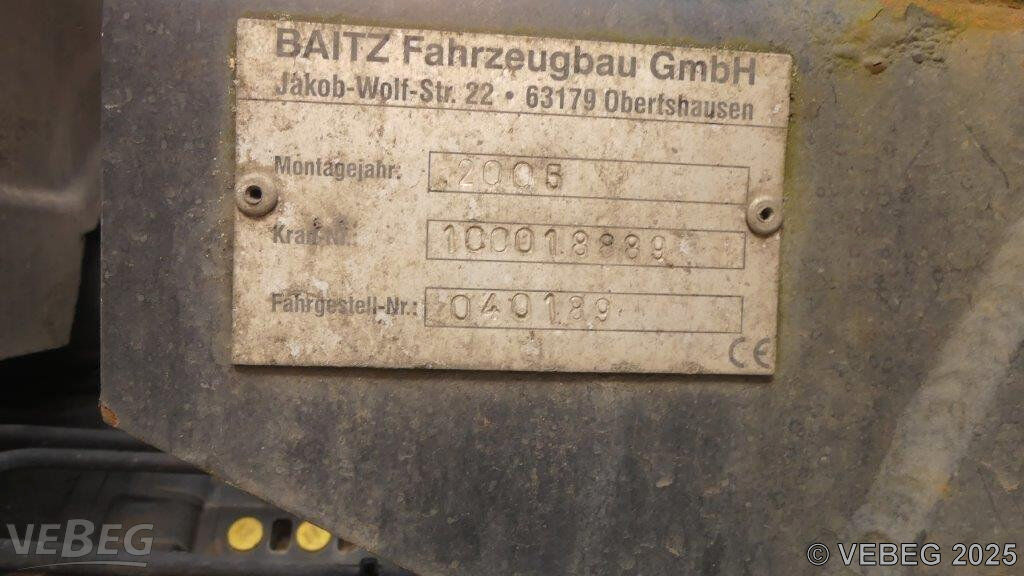 BAITZ Fahrzeugbau GmbH
Jakob-Wolf-Str. 22 • 63179 Obertshausen
Montagejahr: 2005
Kran-Nr.: 100018889
Fahrgestell-Nr.: 040189
CE
VEBEG
© VEBEG 2025